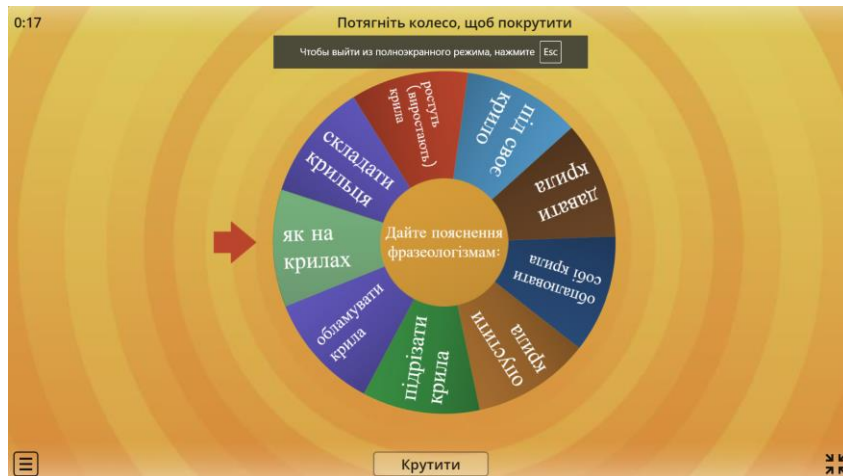 0:17
Потягніть колесо, щоб покрутити
Чтобы выйти из полноэкранного режима, нажмите Esc
ростуть
(виростають)
крила
під своє
крило
давати
крила
обпалювати
собі крила
опустити
крила
підрізати
крила
обламувати
крила
як на
крилах
складати
крильця
Дайте пояснення
фразеологізмам:
Крутити